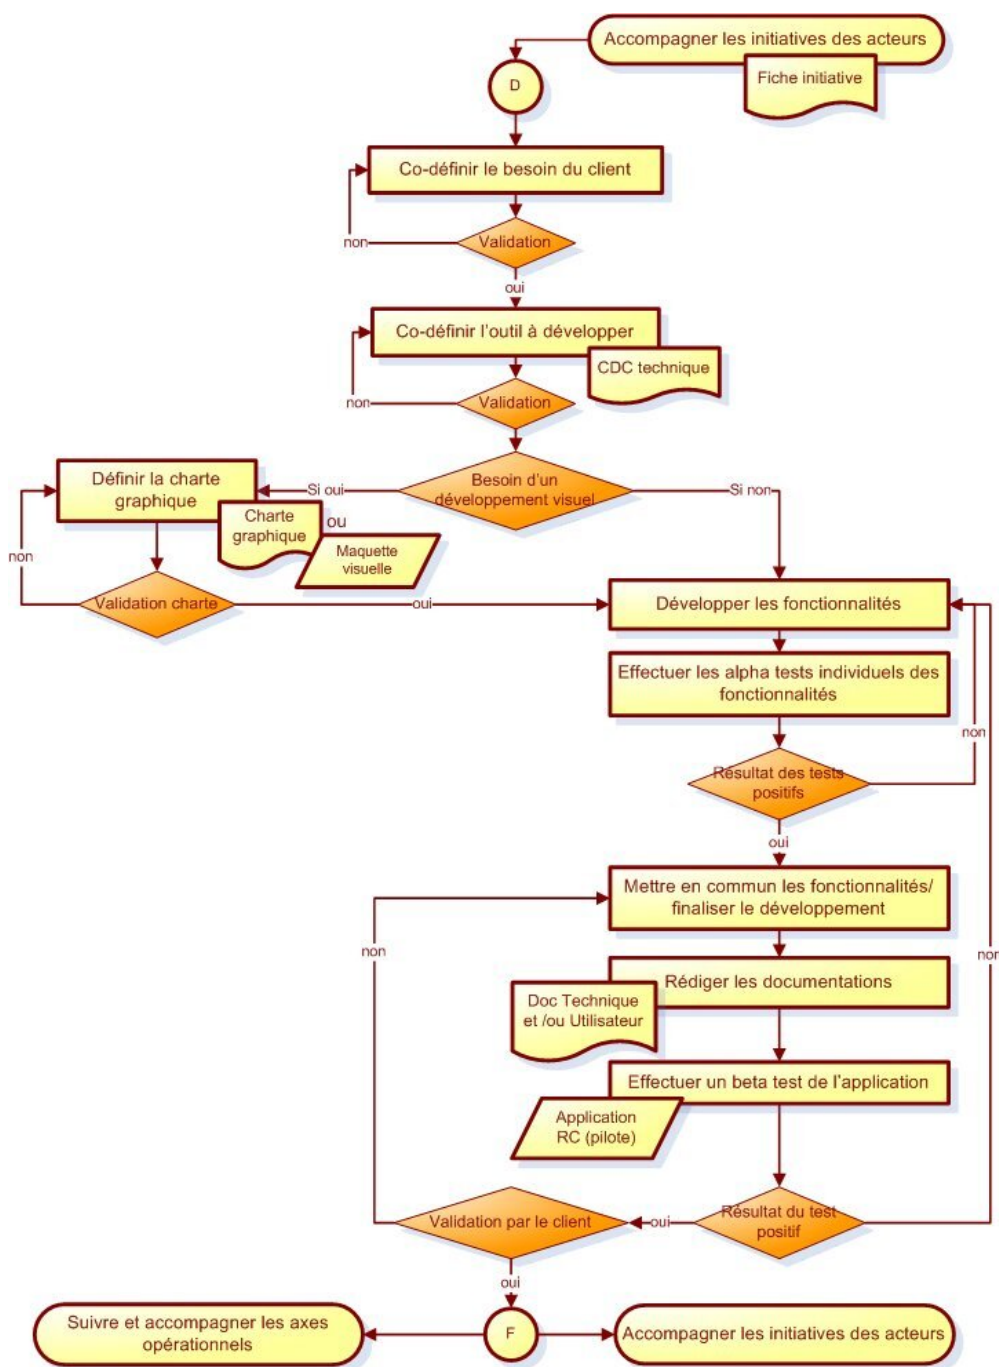 Accompagner les initiatives des acteurs
Fiche initiative
D
Co-définir le besoin du client
non
Validation
oui
Co-définir l'outil à développer
CDC technique
non
Validation
Définir la charte
graphique
Si oui
Besoin d'un
développement visuel
Si non
Charte
graphique
ou
Maquette
visuelle
non
Validation charte
oui
Développer les fonctionnalités
Effectuer les alpha tests individuels des
fonctionnalités
non
Résultat des tests
positifs
oui
Mettre en commun les fonctionnalités/
finaliser le développement
non
non
Rédiger les documentations
Doc Technique
et /ou Utilisateur
Effectuer un beta test de l'application
Application
RC (pilote)
Validation par le client
oui
Résultat du test
positif
oui
Suivre et accompagner les axes
opérationnels
F
Accompagner les initiatives des acteurs